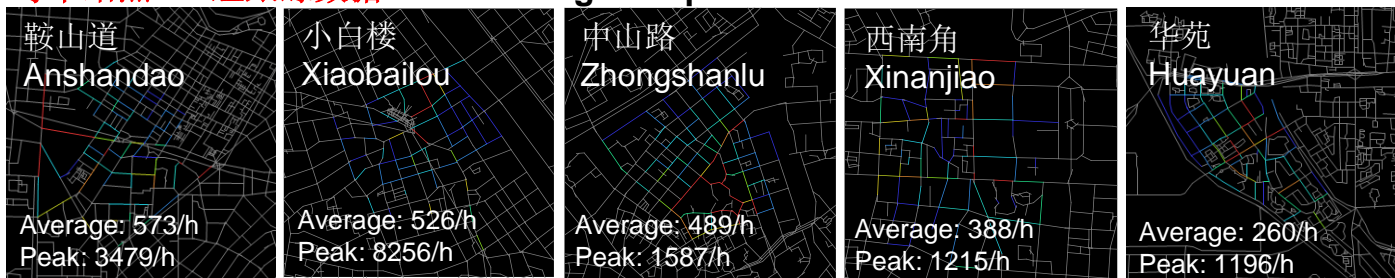 鞍山道
Anshandao
Average: 573/h
Peak: 3479/h
小白楼
Xiaobailou
Average: 526/h
Peak: 8256/h
中山路
Zhongshanlu
Average: 489/h
Peak: 1587/h
西南角
Xinanjiao
Average: 388/h
Peak: 1215/h
华苑
Huayuan
Average: 260/h
Peak: 1196/h